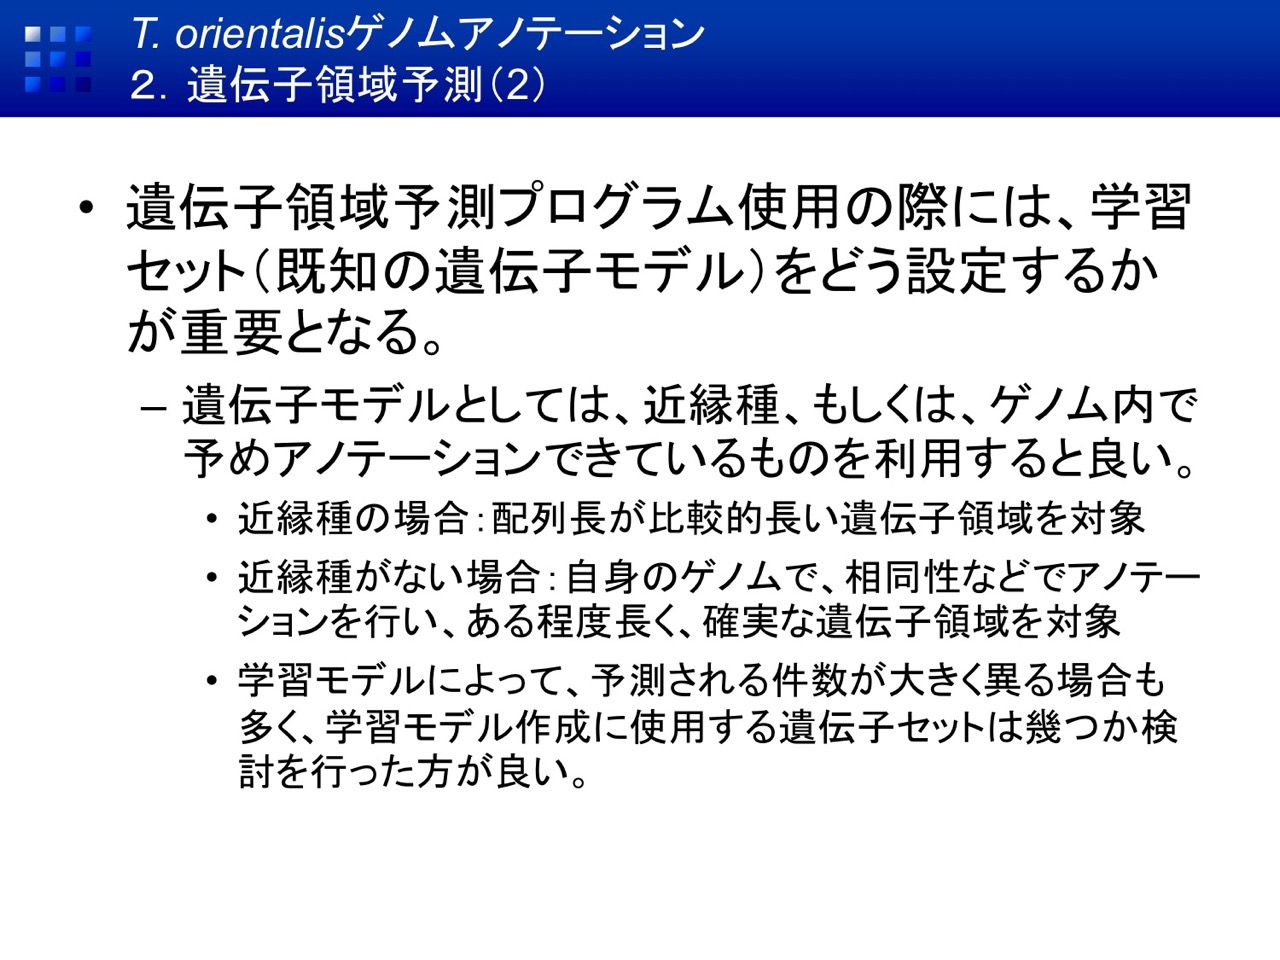 T. orientalisゲノムアノテーション
２．遺伝子領域予測（2）
• 遺伝子領域予測プログラム使用の際には、学習
セット（既知の遺伝子モデル）をどう設定するか
が重要となる。
– 遺伝子モデルとしては、近縁種、もしくは、ゲノム内で
予めアノテーションできているものを利用すると良い。
• 近縁種の場合：配列長が比較的長い遺伝子領域を対象
• 近縁種がない場合：自身のゲノムで、相同性などでアノテー
ションを行い、ある程度長く、確実な遺伝子領域を対象
• 学習モデルによって、予測される件数が大きく異る場合も
多く、学習モデル作成に使用する遺伝子セットは幾つか検
討を行った方が良い。